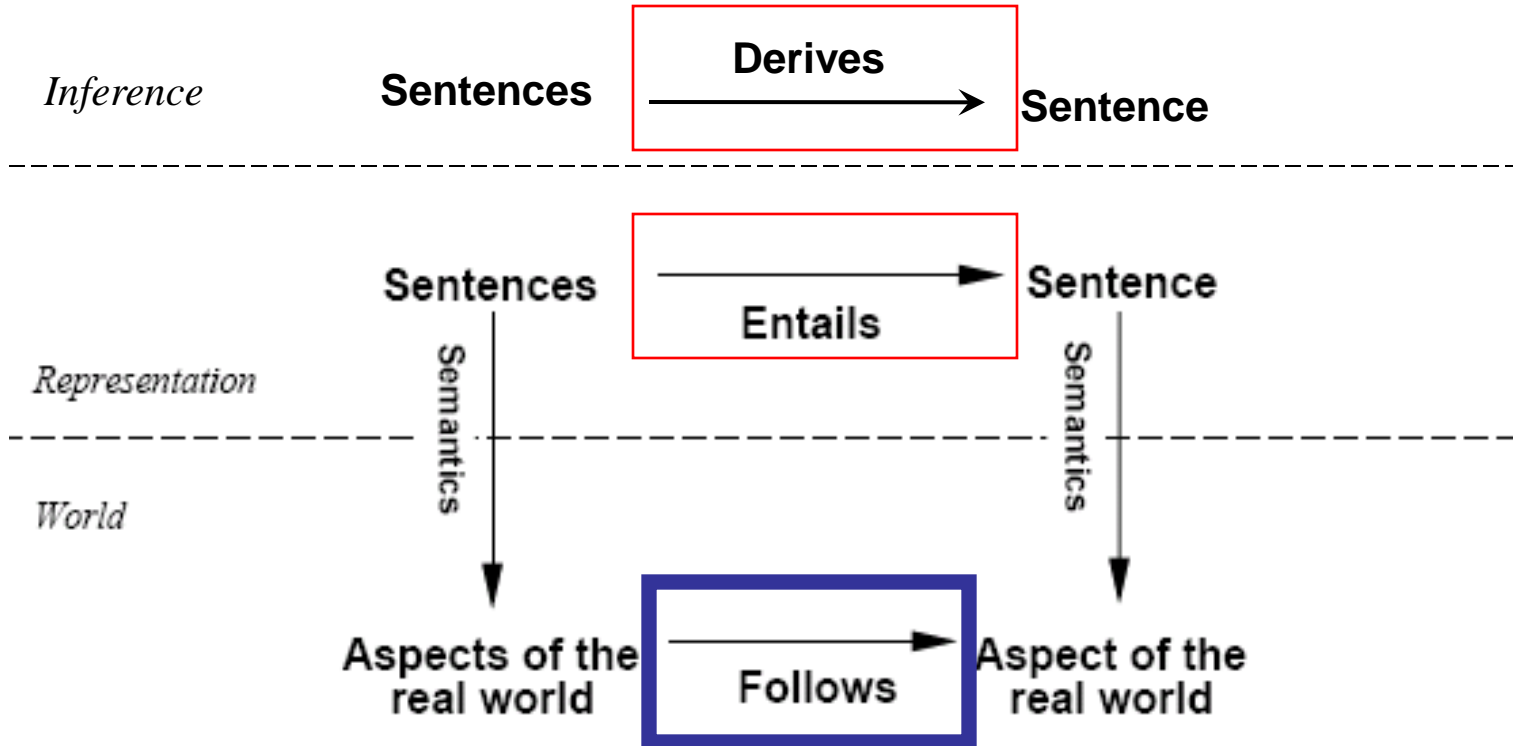 Inference
Sentences
Derives
Sentence
Sentences
Entails
Sentence
Semantics
Semantics
Representation
World
Aspects of the
real world
Follows
Aspect of the
real world